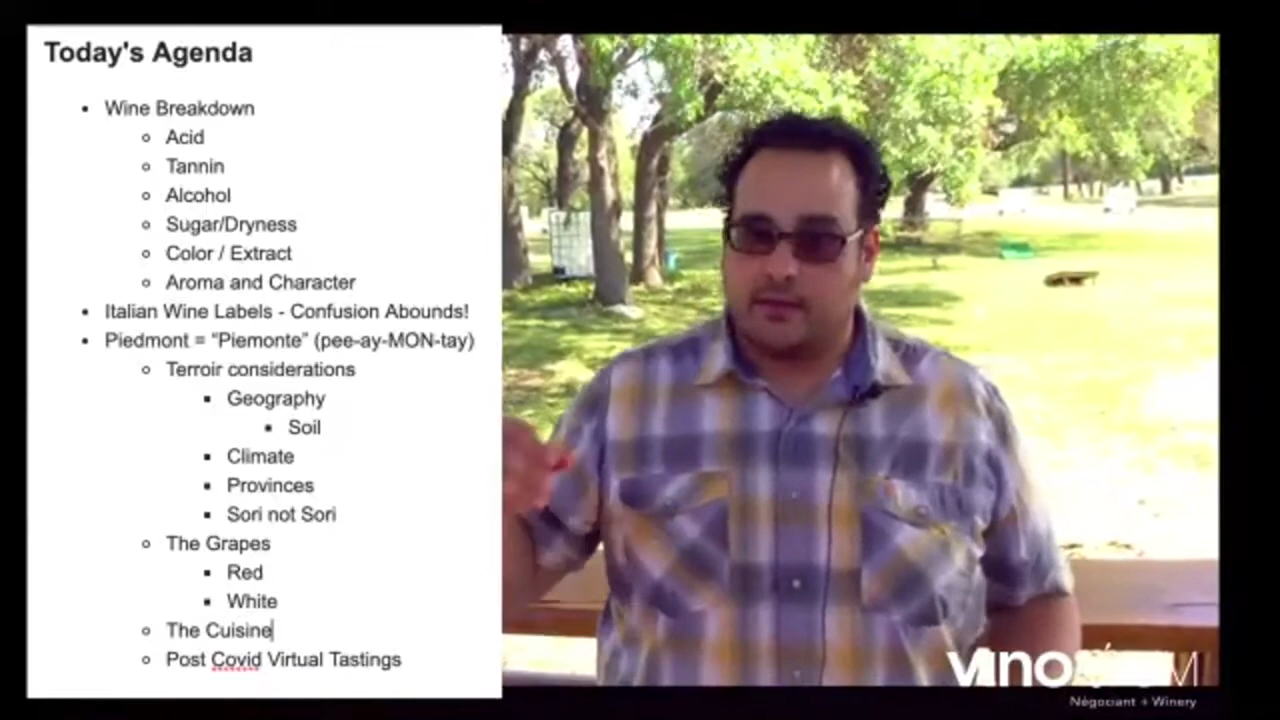 Today's Agenda
Wine Breakdown
Acid
Tannin
Alcohol
Sugar/Dryness
Color / Extract
Aroma and Character
Italian Wine Labels - Confusion Abounds!
Piedmont = “Piemonte” (pee-ay-MON-tay)
Terroir considerations
Geography
Soil
Climate
Provinces
Sori not Sori
The Grapes
Red
White
The Cuisine
Post Covid Virtual Tastings
Négociant + Winery